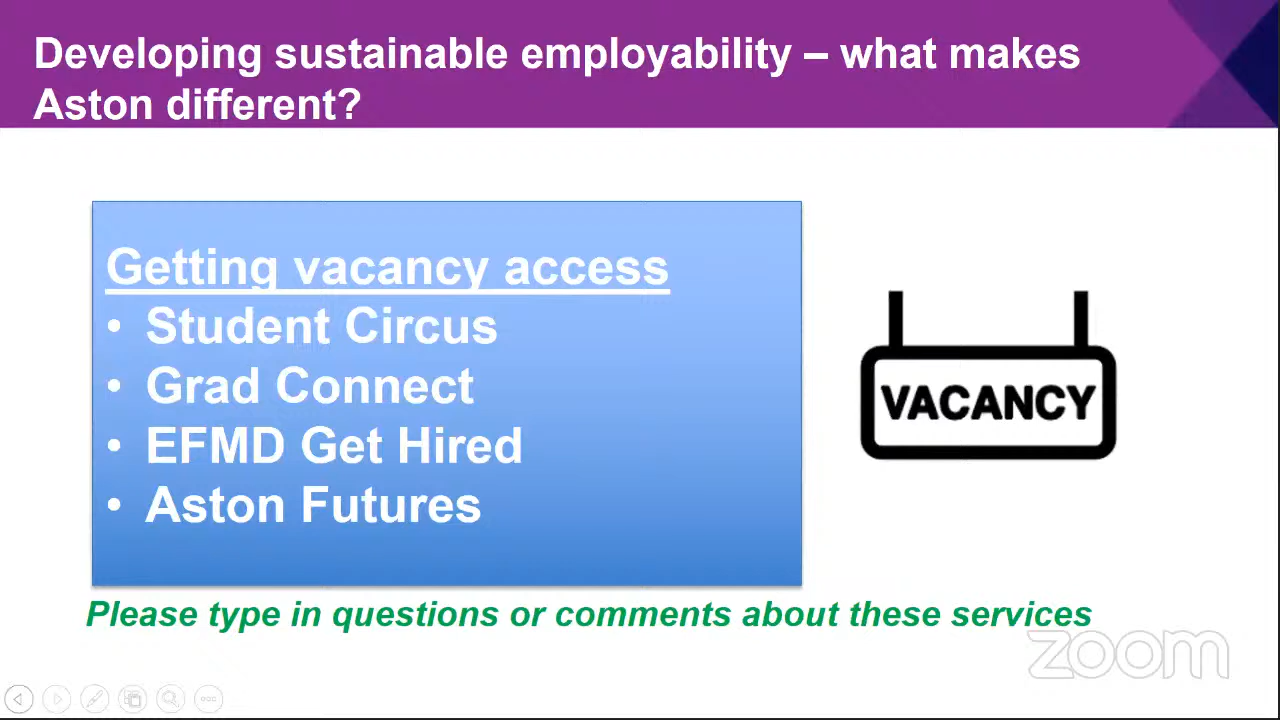 Developing sustainable employability – what makes
Aston different?
Getting vacancy access
• Student Circus
• Grad Connect
• EFMD Get Hired
• Aston Futures
VACANCY
Please type in questions or comments about these services
zoom